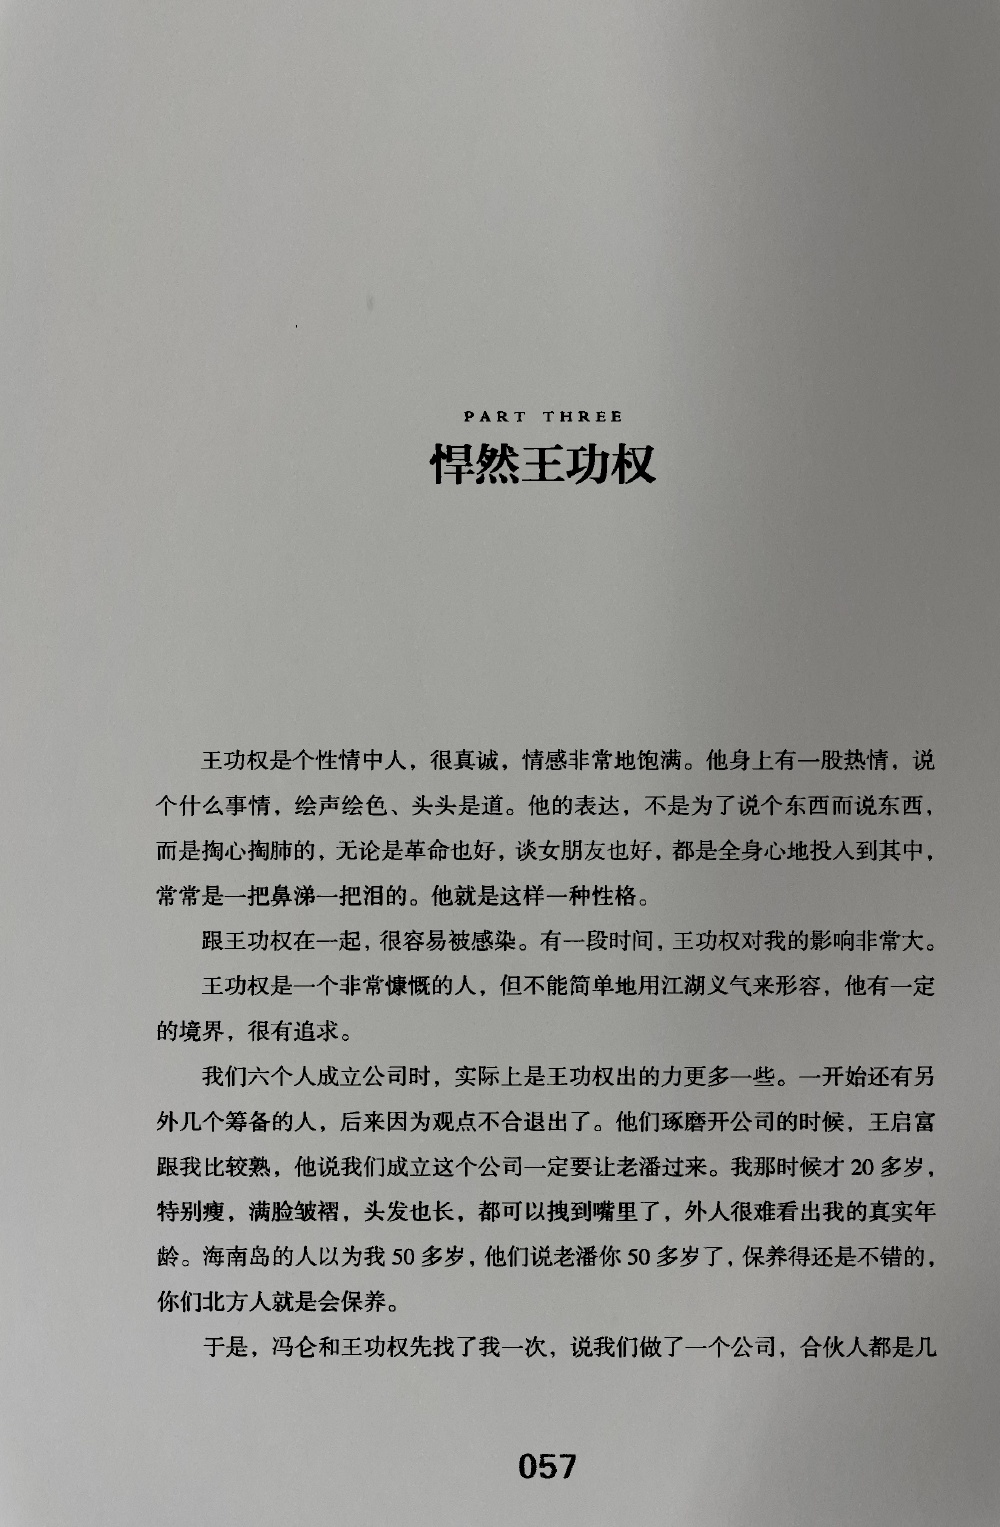 PART THREE
悍然王功权
王功权是个性情中人，很真诚，情感非常地饱满。他身上有一股热情，说
个什么事情，绘声绘色、头头是道。他的表达，不是为了说个东西而说东西，
而是掏心掏肺的，无论是革命也好，谈女朋友也好，都是全身心地投入到其中，
常常是一把鼻涕一把泪的。他就是这样一种性格。
跟王功权在一起，很容易被感染。有一段时间，王功权对我的影响非常大。
王功权是一个非常慷慨的人，但不能简单地用江湖义气来形容，他有一定
的境界，很有追求。
我们六个人成立公司时，实际上是王功权出的力更多一些。一开始还有另
外几个筹备的人，后来因为观点不合退出了。他们琢磨开公司的时候，王启富
跟我比较熟，他说我们成立这个公司一定要让老潘过来。我那时候才 20 多岁，
特别瘦，满脸皱褶，头发也长，都可以拽到嘴里了，外人很难看出我的真实年
龄。海南岛的人以为我 50 多岁，他们说老潘你 50 多岁了，保养得还是不错的，
你们北方人就是会保养。
于是，冯仑和王功权先找了我一次，说我们做了一个公司，合伙人都是几
057